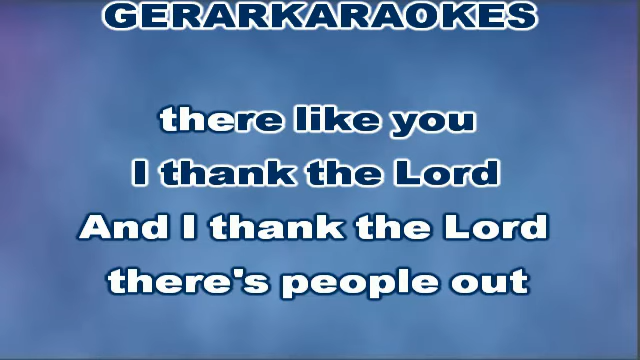 GERARKARAOKES
there like you
I thank the Lord
And I thank the Lord
there's people out